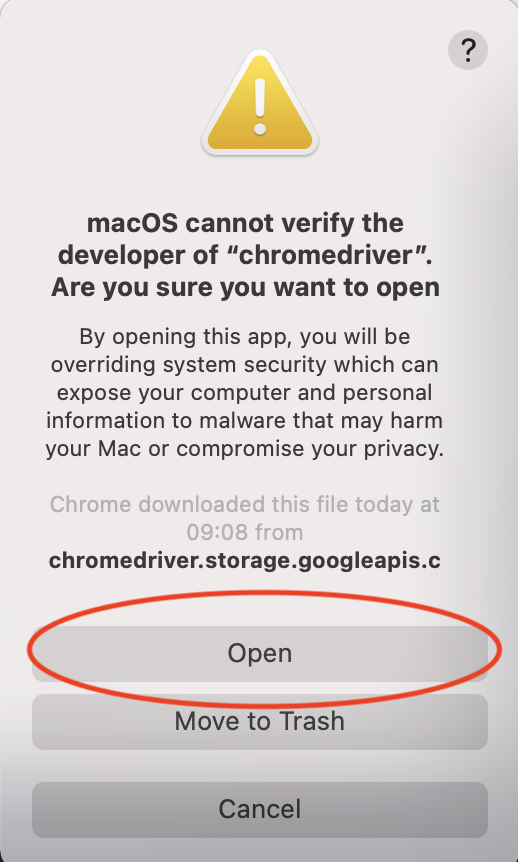 ?
macOS cannot verify the
developer of “chromedriver”.
Are you sure you want to open
By opening this app, you will be
overriding system security which can
expose your computer and personal
information to malware that may harm
your Mac or compromise your privacy.
Chrome downloaded this file today at
09:08 from
chromedriver.storage.googleapis.c
Open
Move to Trash
Cancel